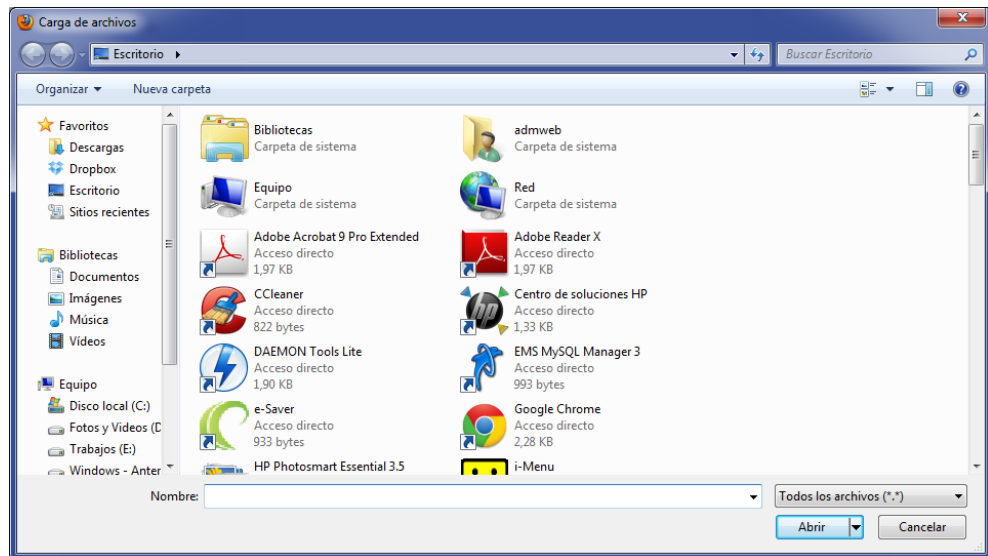 Carga de archivos
Escritorio
Buscar Escritorio
Organizar
Nueva carpeta
Favoritos
Descargas
Dropbox
Escritorio
Sitios recientes
Bibliotecas
Documentos
Imágenes
Música
Vídeos
Equipo
Disco local (C:)
Fotos y Videos (D
Trabajos (E:)
Windows - Anter
Bibliotecas
Carpeta de sistema
admweb
Carpeta de sistema
Equipo
Carpeta de sistema
Red
Carpeta de sistema
Adobe Acrobat 9 Pro Extended
Acceso directo
1,97 KB
Adobe Reader X
Acceso directo
1,97 KB
CCleaner
Acceso directo
822 bytes
Centro de soluciones HP
Acceso directo
1,33 KB
DAEMON Tools Lite
Acceso directo
1,90 KB
EMS MySQL Manager 3
Acceso directo
993 bytes
e-Saver
Acceso directo
933 bytes
Google Chrome
Acceso directo
2,28 KB
HP Photosmart Essential 3.5
i-Menu
Nombre:
Todos los archivos (*.*)
Abrir
Cancelar